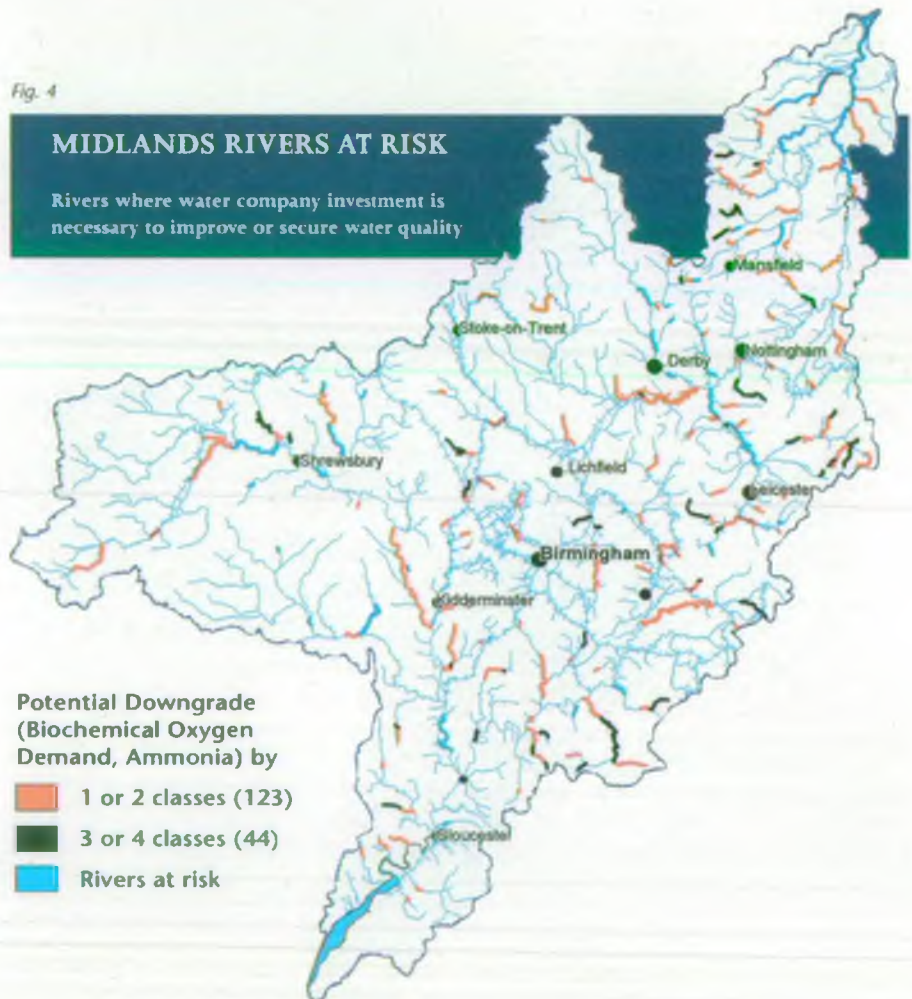 Fig. 4
MIDLANDS RIVERS AT RISK
Rivers where water company investment is
necessary to improve or secure water quality
Mansfield
Stoke-on-Trent
Nottingham
Derby
Shrewsbury
Lichfield
Leicester
Birmingham
Kidderminster
Gloucester
Potential Downgrade
(Biochemical Oxygen
Demand, Ammonia) by
1 or 2 classes (123)
3 or 4 classes (44)
Rivers at risk